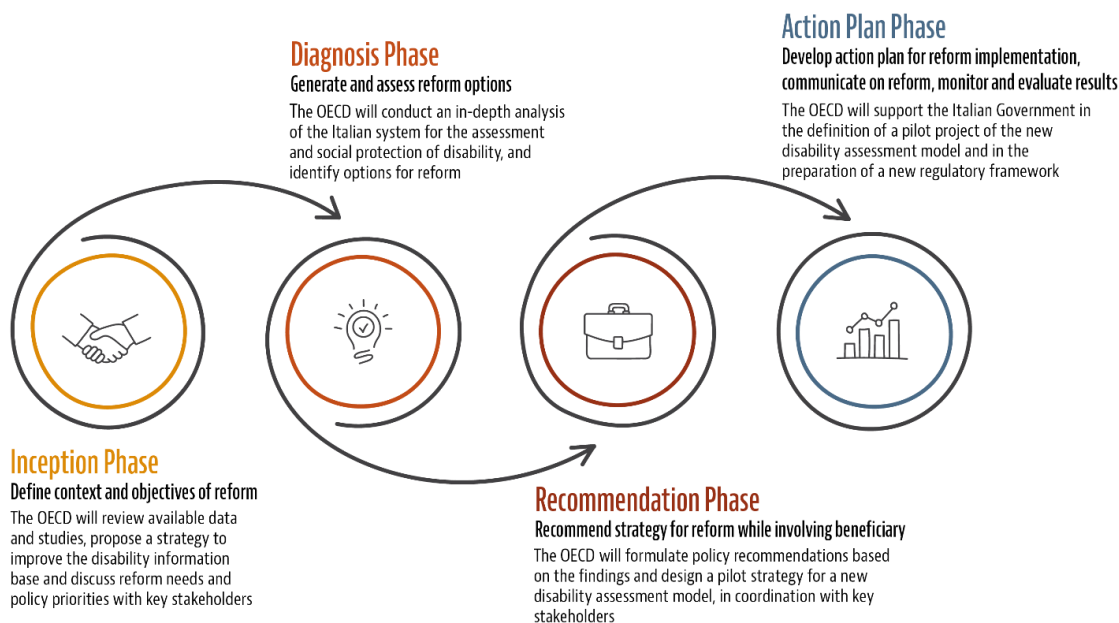 Inception Phase
Define context and objectives of reform
The OECD will review available data
and studies, propose a strategy to
improve the disability information
base and discuss reform needs and
policy priorities with key stakeholders
Diagnosis Phase
Generate and assess reform options
The OECD will conduct an in-depth analysis
of the Italian system for the assessment
and social protection of disability, and
identify options for reform
Recommendation Phase
Recommend strategy for reform while involving beneficiary
The OECD will formulate policy recommendations based
on the findings and design a pilot strategy for a new
disability assessment model, in coordination with key
stakeholders
Action Plan Phase
Develop action plan for reform implementation,
communicate on reform, monitor and evaluate results
The OECD will support the Italian Government in
the definition of a pilot project of the new
disability assessment model and in the
preparation of a new regulatory framework